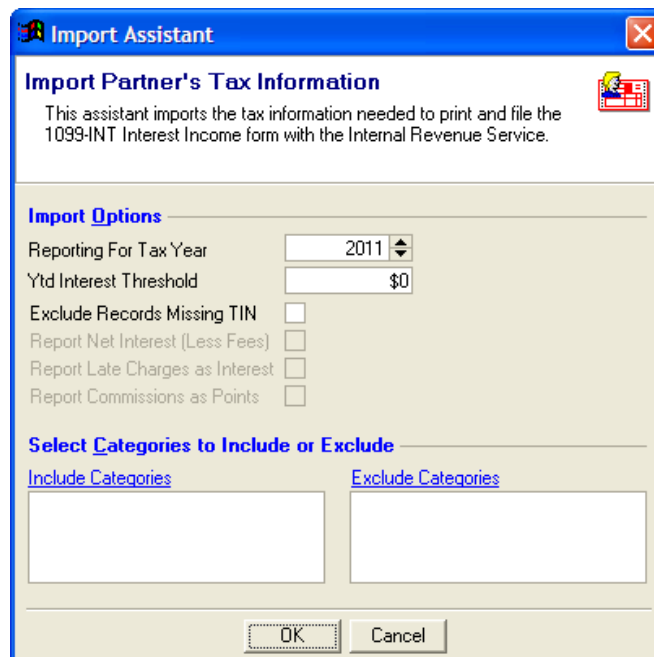 Import Assistant
Import Partner's Tax Information
This assistant imports the tax information needed to print and file the
1099-INT Interest Income form with the Internal Revenue Service.
Import Options
Reporting For Tax Year 2011
Ytd Interest Threshold $0
Exclude Records Missing TIN
Report Net Interest (Less Fees)
Report Late Charges as Interest
Report Commissions as Points
Select Categories to Include or Exclude
Include Categories Exclude Categories
OK Cancel